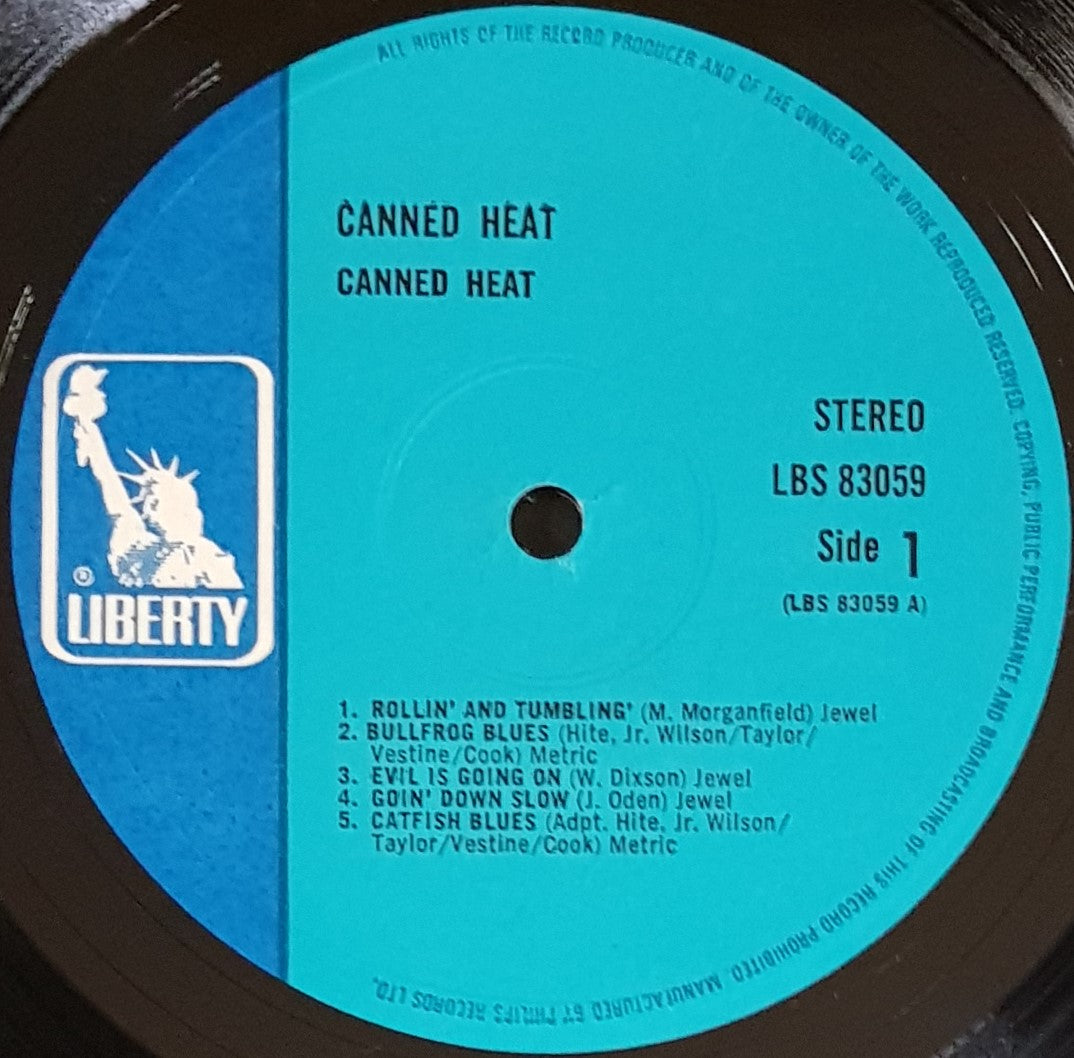 ALL RIGHTS OF THE RECORD PRODUCER AND OF THE OWNER OF THE WORK REPRODUCED RESERVED. COPYING, PUBLIC PERFORMANCE AND BROADCASTING OF THIS RECORD PROHIBITED. MANUFACTURED BY PHILIPS RECORDS LTD.
CANNED HEAT
CANNED HEAT
STEREO
LBS 83059
Side 1
(LBS 83059 A)
LIBERTY
1. ROLLIN' AND TUMBLING' (M. Morganfield) Jewel
2. BULLFROG BLUES (Hite, Jr. Wilson/Taylor/
Vestine/Cook) Metric
3. EVIL IS GOING ON (W. Dixson) Jewel
4. GOIN' DOWN SLOW (J. Oden) Jewel
5. CATFISH BLUES (Adpt. Hite, Jr. Wilson/
Taylor/Vestine/Cook) Metric